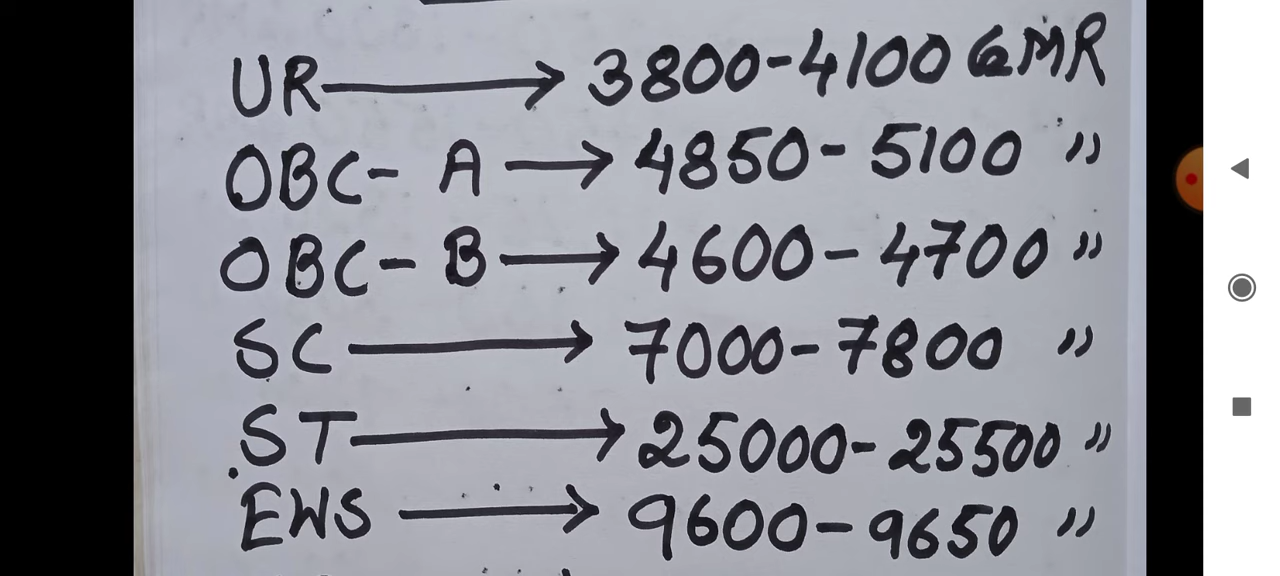 UR → 3800-4100 GMR
OBC- A → 4850- 5100 "
OBC- B → 4600- 4700 "
SC → 7000-7800 "
ST → 25000-25500 "
EWS → 9600-9650 "